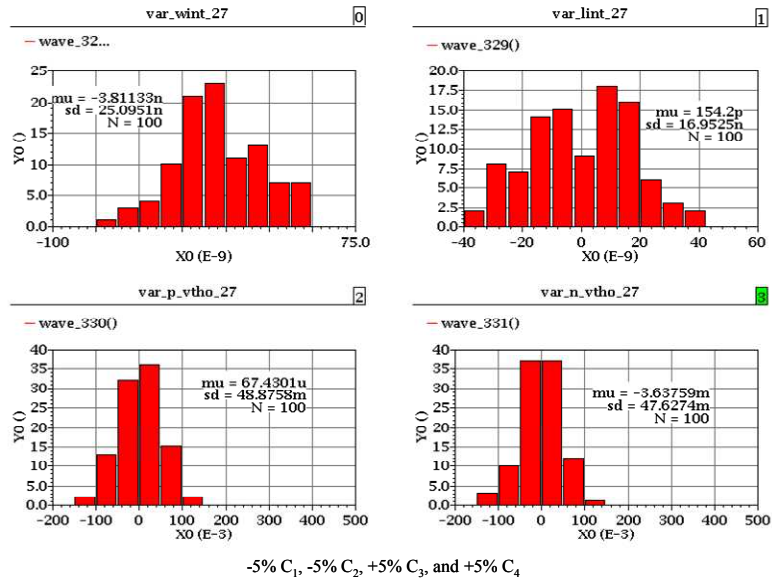 var_wint_27
0
wave_32...
25
20
15
10
5.0
0.0
Y0 ()
mu = -3.81133n
sd = 25.0951n
N = 100
-100
75.0
X0 (E-9)
var_lint_27
1
wave_329()
20.0
17.5
15.0
12.5
10.0
7.5
5.0
2.5
0.0
Y0 ()
mu = 154.2p
sd = 16.9525n
N = 100
-40
-20
0
20
40
60
X0 (E-9)
var_p_vtho_27
2
wave_330()
40
35
30
25
20
15
10
5.0
0.0
Y0 ()
mu = 67.4301u
sd = 48.8758m
N = 100
-200
-100
0
100
200
300
400
500
X0 (E-3)
var_n_vtho_27
3
wave_331()
40
35
30
25
20
15
10
5.0
0.0
Y0 ()
mu = -3.63759m
sd = 47.6274m
N = 100
-200
-100
0
100
200
300
400
500
X0 (E-3)
-5% C₁, -5% C₂, +5% C₃, and +5% C₄